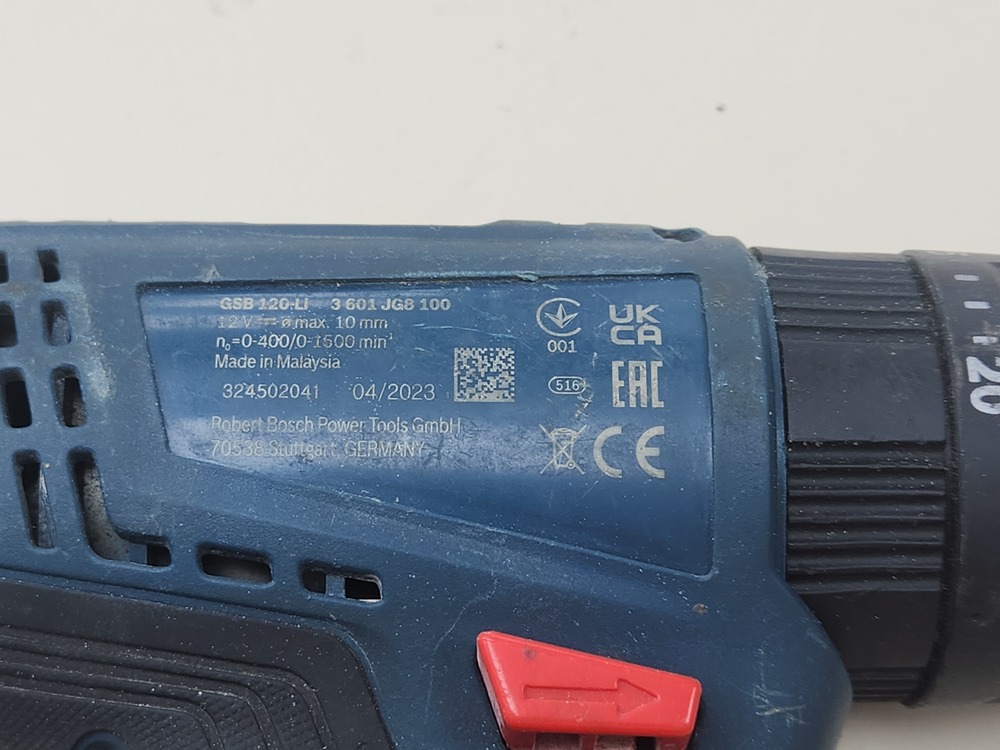 GSB 120-LI 3 601 JG8 100
12 V ⎓ ø max. 10 mm
n₀=0-400/0-1500 min⁻¹
Made in Malaysia
324502041 04/2023
Robert Bosch Power Tools GmbH
70538 Stuttgart, GERMANY
001
UK
CA
516
EAC
CE
20